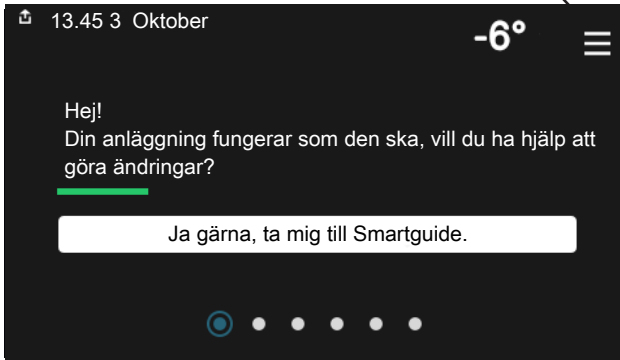 13.45 3 Oktober
-6°
Hej!
Din anläggning fungerar som den ska, vill du ha hjälp att
göra ändringar?
Ja gärna, ta mig till Smartguide.